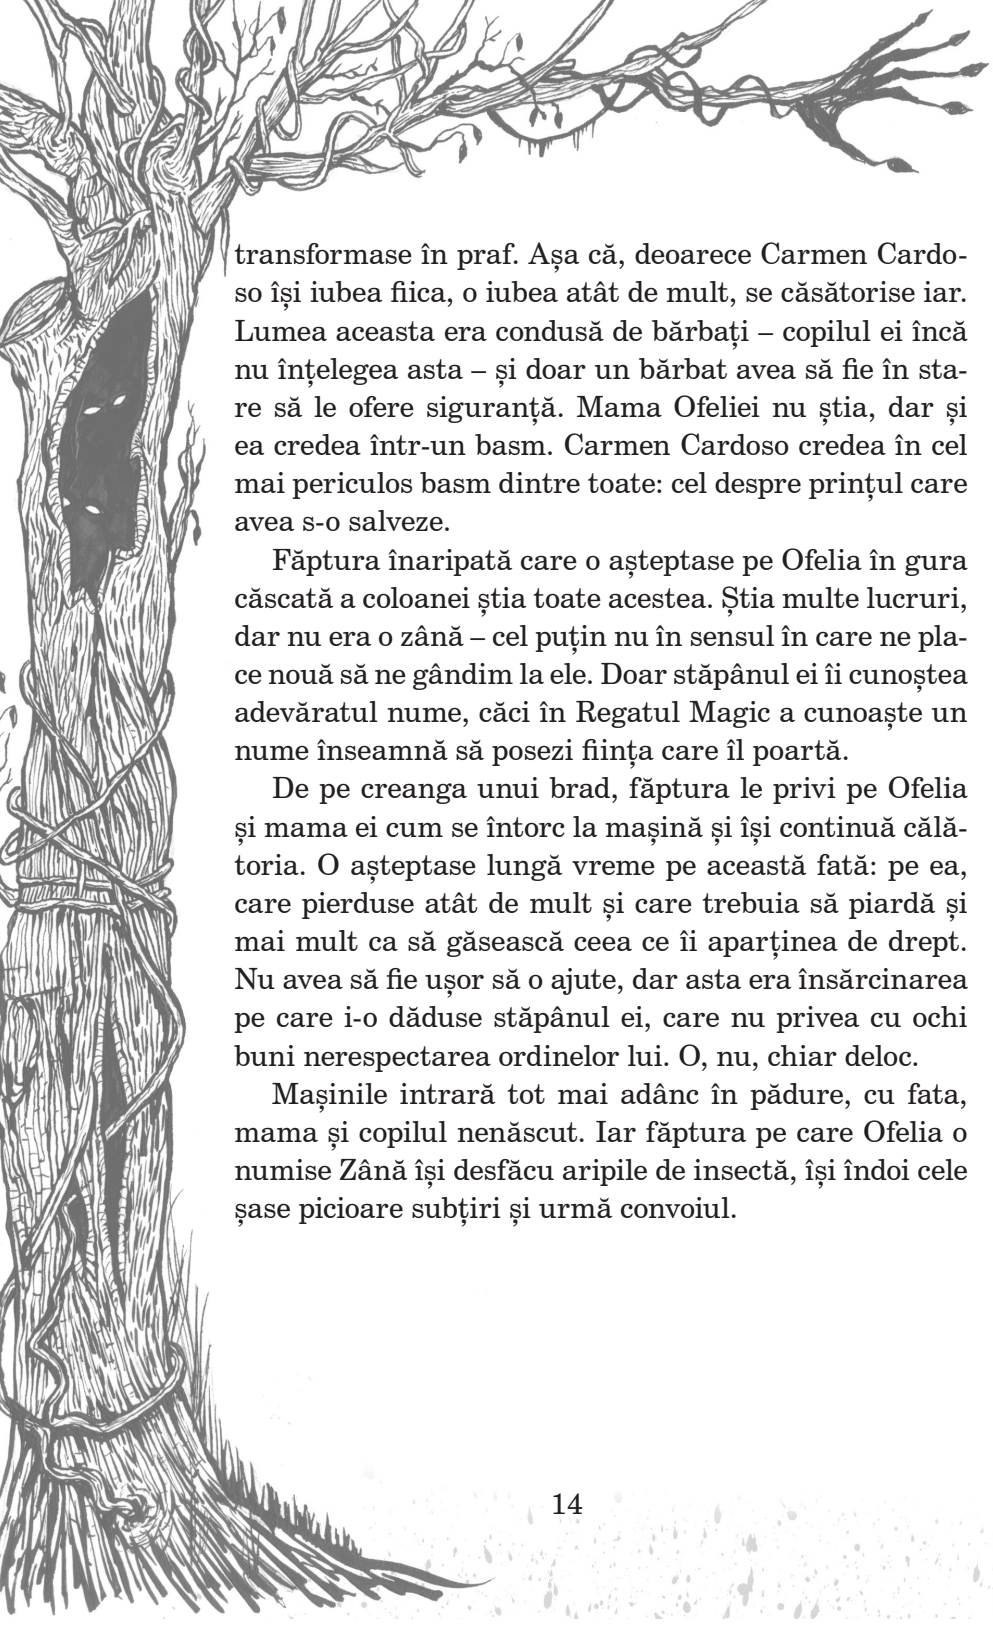 transformase în praf. Așa că, deoarece Carmen Cardo-
so își iubea fiica, o iubea atât de mult, se căsătorise iar.
Lumea aceasta era condusă de bărbați – copilul ei încă
nu înțelegea asta – și doar un bărbat avea să fie în sta-
re să le ofere siguranță. Mama Ofeliei nu știa, dar și
ea credea într-un basm. Carmen Cardoso credea în cel
mai periculos basm dintre toate: cel despre prințul care
avea s-o salveze.
Făptura înaripată care o așteptase pe Ofelia în gura
căscată a coloanei știa toate acestea. Știa multe lucruri,
dar nu era o zână – cel puțin nu în sensul în care ne pla-
ce nouă să ne gândim la ele. Doar stăpânul ei îi cunoștea
adevăratul nume, căci în Regatul Magic a cunoaște un
nume înseamnă să posezi ființa care îl poartă.
De pe creanga unui brad, făptura le privi pe Ofelia
și mama ei cum se întorc la mașină și își continuă călă-
toria. O așteptase lungă vreme pe această fată: pe ea,
care pierduse atât de mult și care trebuia să piardă și
mai mult ca să găsească ceea ce îi aparținea de drept.
Nu avea să fie ușor să o ajute, dar asta era însărcinarea
pe care i-o dăduse stăpânul ei, care nu privea cu ochi
buni nerespectarea ordinelor lui. O, nu, chiar deloc.
Mașinile intrară tot mai adânc în pădure, cu fata,
mama și copilul nenăscut. Iar făptura pe care Ofelia o
numise Zână își desfăcu aripile de insectă, își îndoi cele
șase picioare subțiri și urmă convoiul.
14